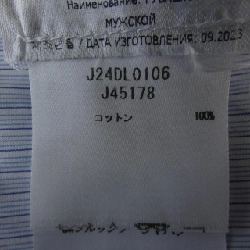 Наименование:
МУЖСКОЙ
/ ДАТА ИЗГОТОВЛЕНИЯ: 09.2023
J24DL0106
J45178
コットン 100%